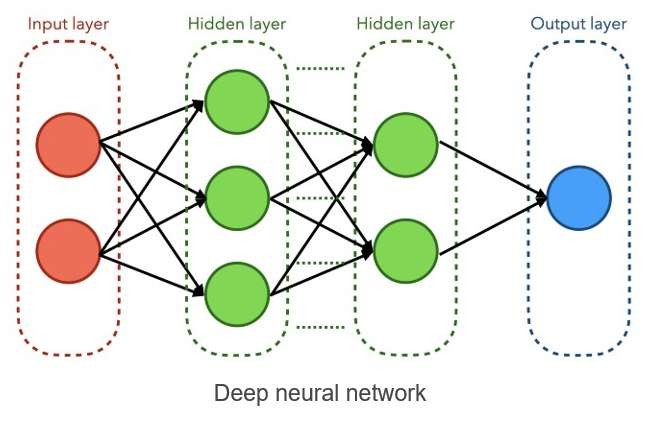 Input layer
Hidden layer
Hidden layer
Output layer
Deep neural network